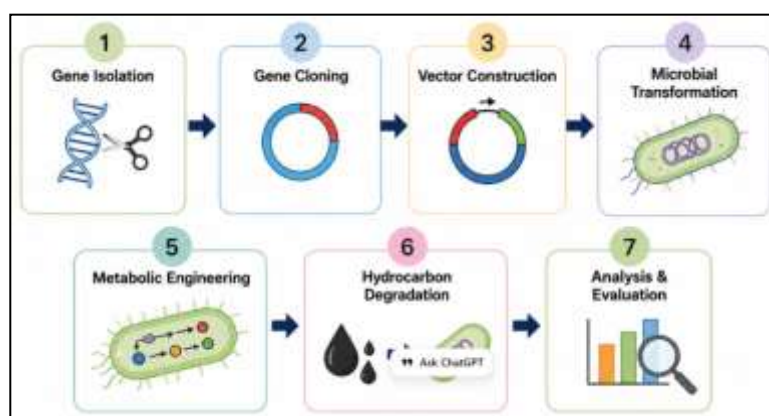 1
Gene Isolation
2
Gene Cloning
3
Vector Construction
4
Microbial
Transformation
5
Metabolic Engineering
6
Hydrocarbon
Degradation
Ask ChatGPT
7
Analysis &
Evaluation